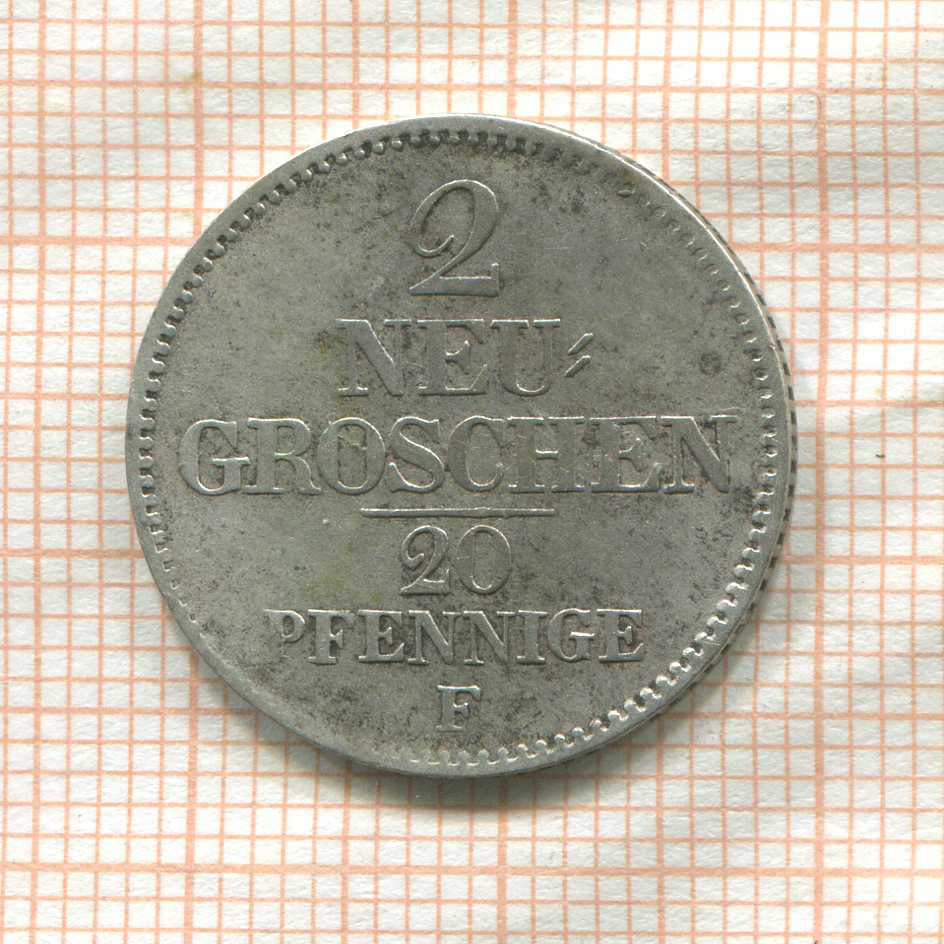 2
NEU⸗
GROSCHEN
20
PFENNIGE
F